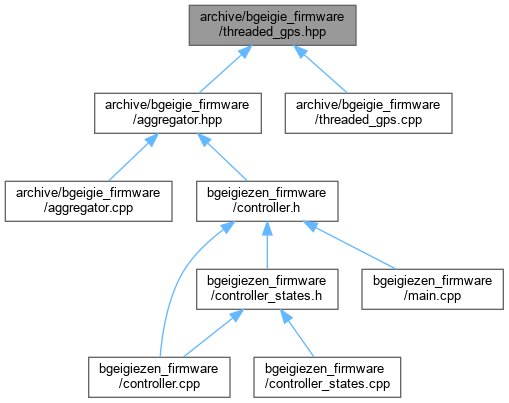 archive/bgeigie_firmware
/threaded_gps.hpp
archive/bgeigie_firmware
/aggregator.hpp
archive/bgeigie_firmware
/threaded_gps.cpp
archive/bgeigie_firmware
/aggregator.cpp
bgeigiezen_firmware
/controller.h
bgeigiezen_firmware
/controller_states.h
bgeigiezen_firmware
/main.cpp
bgeigiezen_firmware
/controller.cpp
bgeigiezen_firmware
/controller_states.cpp